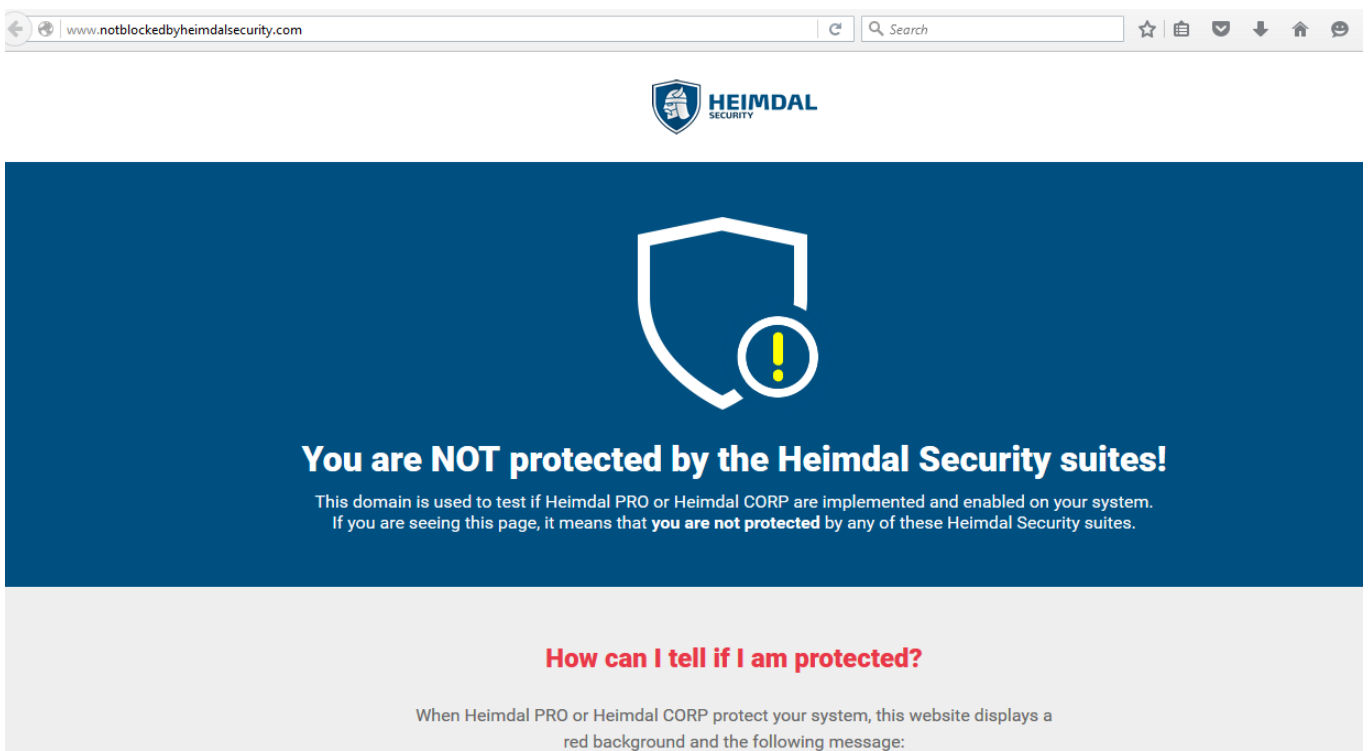 www.notblockedbyheimdalsecurity.com
Search
HEIMDAL
SECURITY
You are NOT protected by the Heimdal Security suites!
This domain is used to test if Heimdal PRO or Heimdal CORP are implemented and enabled on your system.
If you are seeing this page, it means that you are not protected by any of these Heimdal Security suites.
How can I tell if I am protected?
When Heimdal PRO or Heimdal CORP protect your system, this website displays a
red background and the following message: